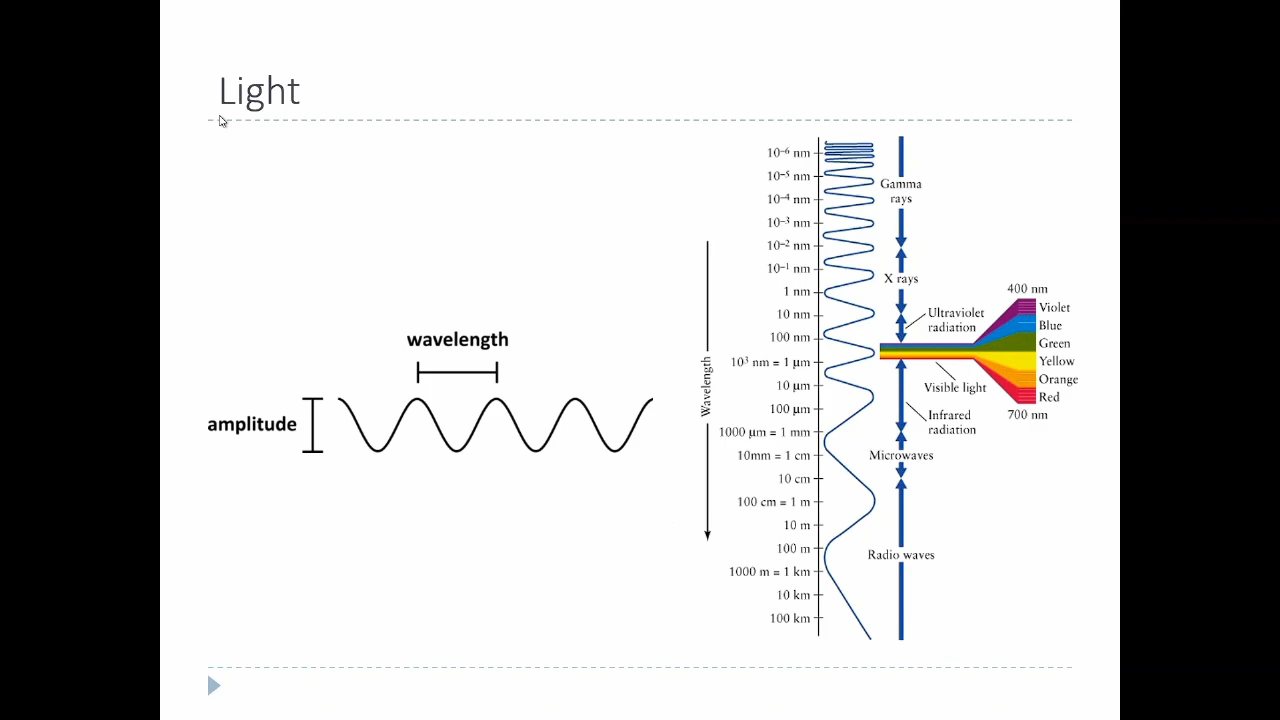 Light
wavelength
amplitude
Wavelength
10⁻⁶ nm
10⁻⁵ nm
10⁻⁴ nm
10⁻³ nm
10⁻² nm
10⁻¹ nm
1 nm
10 nm
100 nm
10³ nm = 1 µm
10 µm
100 µm
1000 µm = 1 mm
10mm = 1 cm
10 cm
100 cm = 1 m
10 m
100 m
1000 m = 1 km
10 km
100 km
Gamma
rays
X rays
Ultraviolet
radiation
Visible light
Infrared
radiation
Microwaves
Radio waves
400 nm
Violet
Blue
Green
Yellow
Orange
Red
700 nm